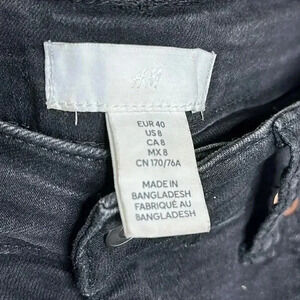 H&M
EUR 40
US 8
CA 8
MX 8
CN 170/76A
MADE IN
BANGLADESH
FABRIQUÉ AU
BANGLADESH